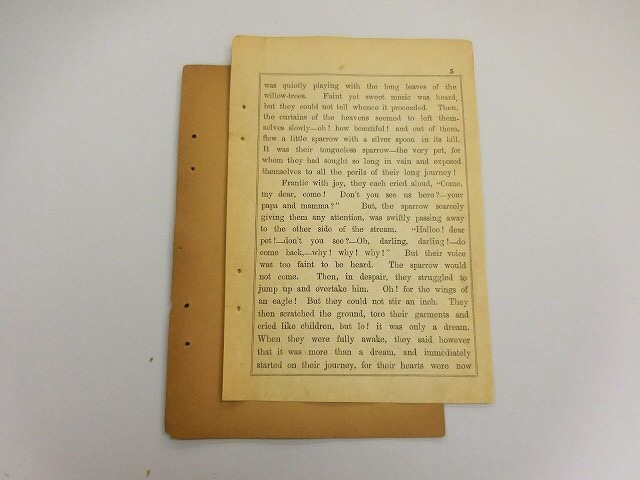 5
was quietly playing with the long leaves of the
willow-trees. Faint yet sweet music was heard,
but they could not tell whence it proceeded. Then,
the curtains of the heavens seemed to left them-
selves slowly—oh! how beautiful! and out of them,
flew a little sparrow with a silver spoon in its bill.
It was their tongueless sparrow—the very pet, for
whom they had sought so long in vain and exposed
themselves to all the perils of their long journey!
Frantic with joy, they each cried aloud, "Come,
my dear, come! Don't you see us here?—your
papa and mamma?" But, the sparrow scarcely
giving them any attention, was swiftly passing away
to the other side of the stream. "Halloo! dear
pet!—don't you see?—Oh, darling, darling!—do
come back,—why! why! why!" But their voice
was too faint to be heard. The sparrow would
not come. Then, in despair, they struggled to
jump up and overtake him. Oh! for the wings of
an eagle! But they could not stir an inch. They
then scratched the ground, tore their garments and
cried like children, but lo! it was only a dream.
When they were fully awake, they said however
that it was more than a dream, and immediately
started on their journey, for their hearts were now